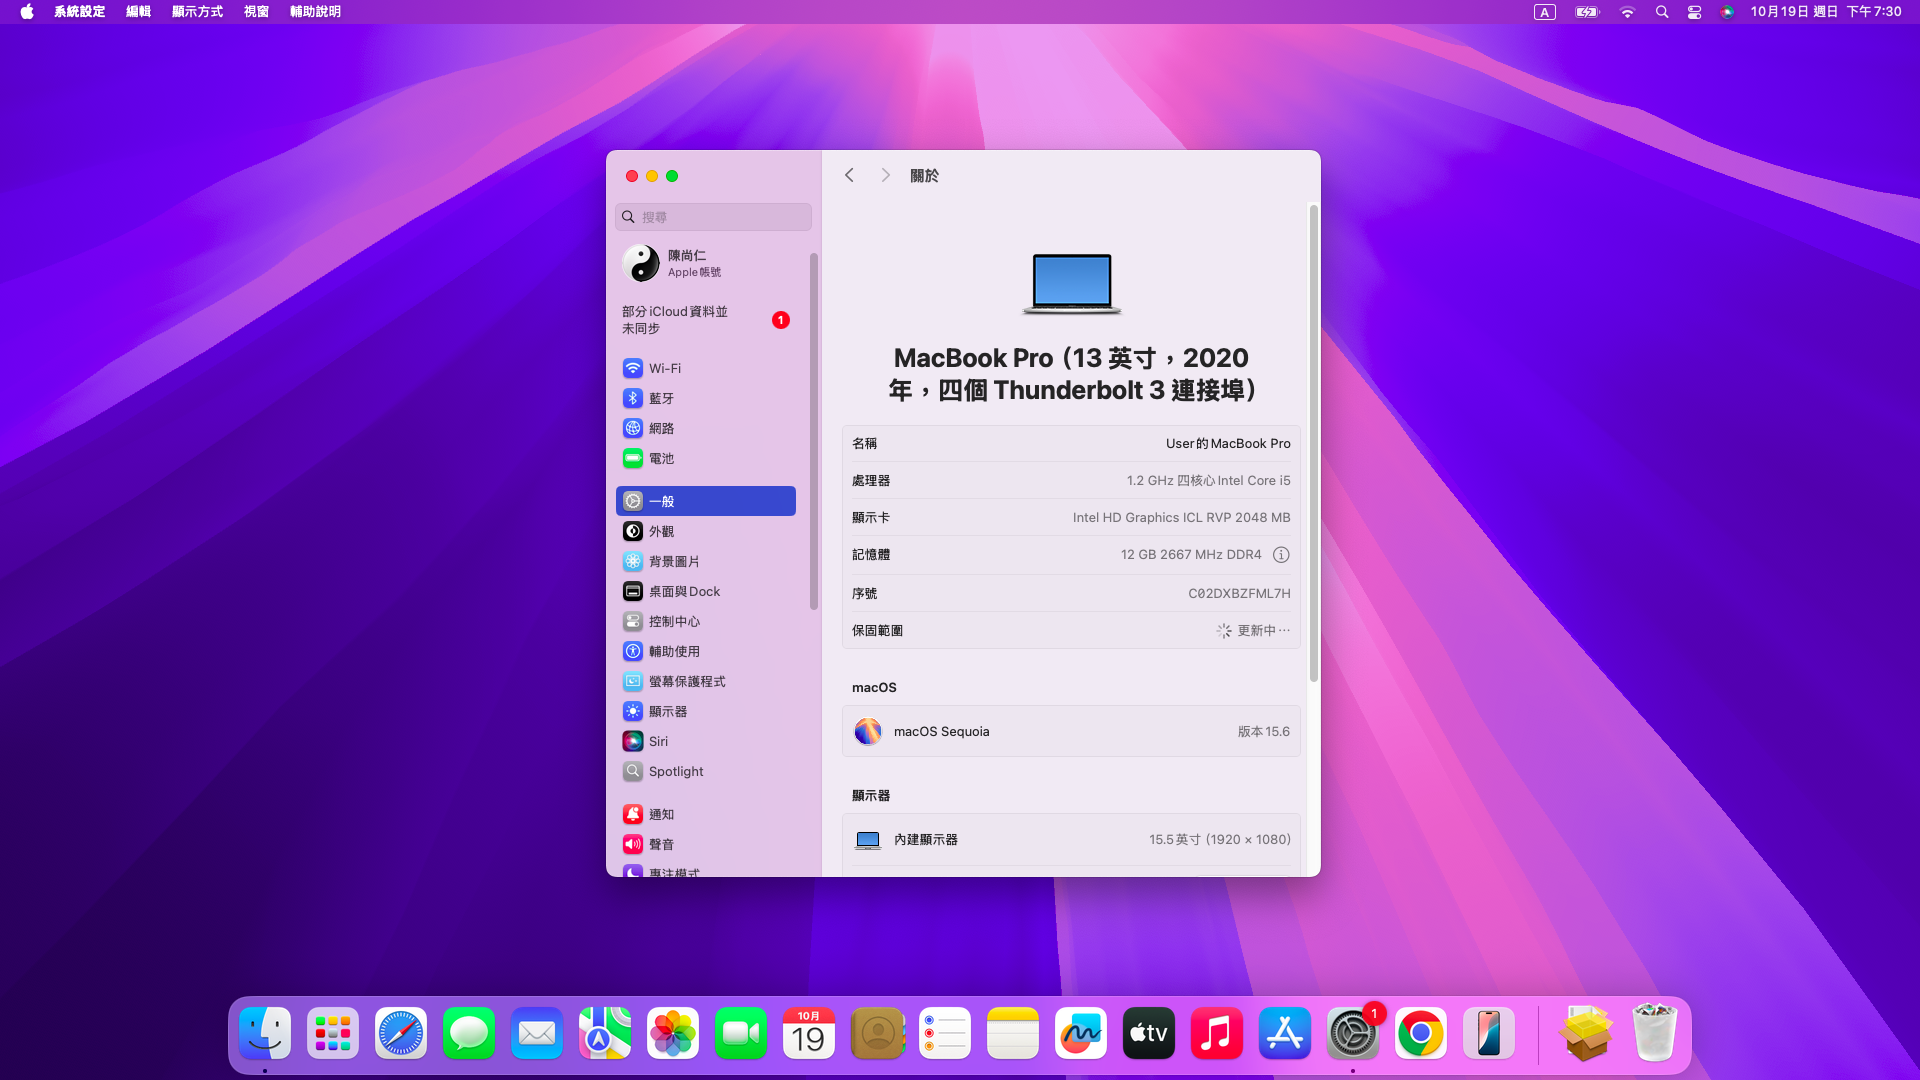 系統設定 編輯 顯示方式 視窗 輔助說明 A 10月19日 週日 下午7:30
關於
搜尋
陳尚仁
Apple帳號
部分iCloud資料並
未同步
1
Wi-Fi
藍牙
網路
電池
一般
外觀
背景圖片
桌面與Dock
控制中心
輔助使用
螢幕保護程式
顯示器
Siri
Spotlight
通知
聲音
專注模式
MacBook Pro（13 英寸，2020
年，四個 Thunderbolt 3 連接埠）
名稱 User的MacBook Pro
處理器 1.2 GHz 四核心Intel Core i5
顯示卡 Intel HD Graphics ICL RVP 2048 MB
記憶體 12 GB 2667 MHz DDR4
序號 C02DXBZFML7H
保固範圍 更新中⋯
macOS
macOS Sequoia 版本15.6
顯示器
內建顯示器 15.5英寸 (1920 × 1080)
10月
19
tv
1